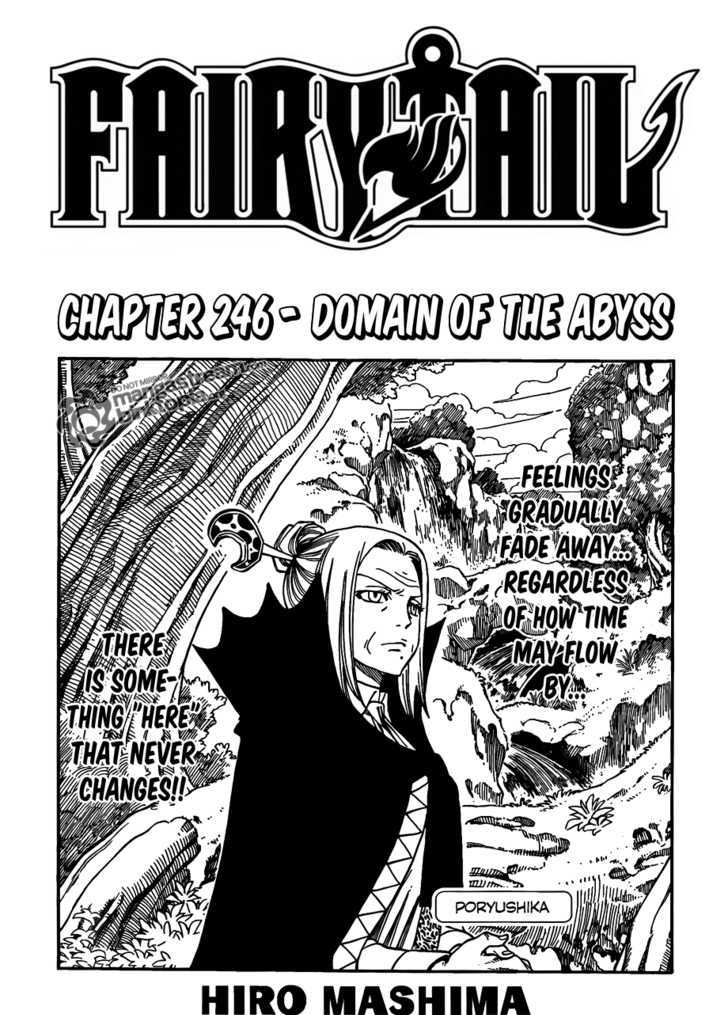 FAIRY TAIL
CHAPTER 246 - DOMAIN OF THE ABYSS
FEELINGS
GRADUALLY
FADE AWAY...
REGARDLESS
OF HOW TIME
MAY FLOW
BY...
THERE
IS SOME-
THING "HERE"
THAT NEVER
CHANGES!!
PORYUSHIKA
HIRO MASHIMA